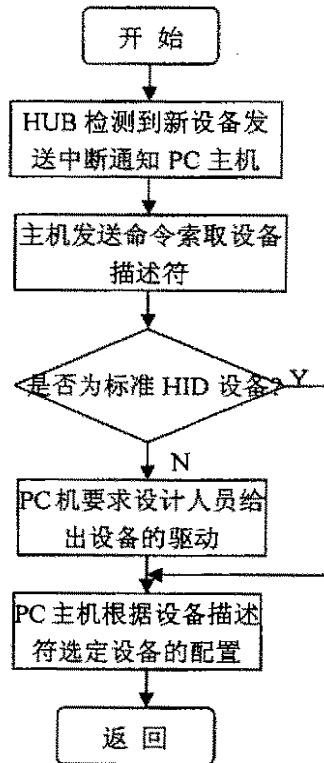 开 始
HUB 检测到新设备发
送中断通知 PC 主机
主机发送命令索取设备
描述符
是否为标准 HID 设备?
Y
N
PC 机要求设计人员给
出设备的驱动
PC 主机根据设备描述
符选定设备的配置
返 回